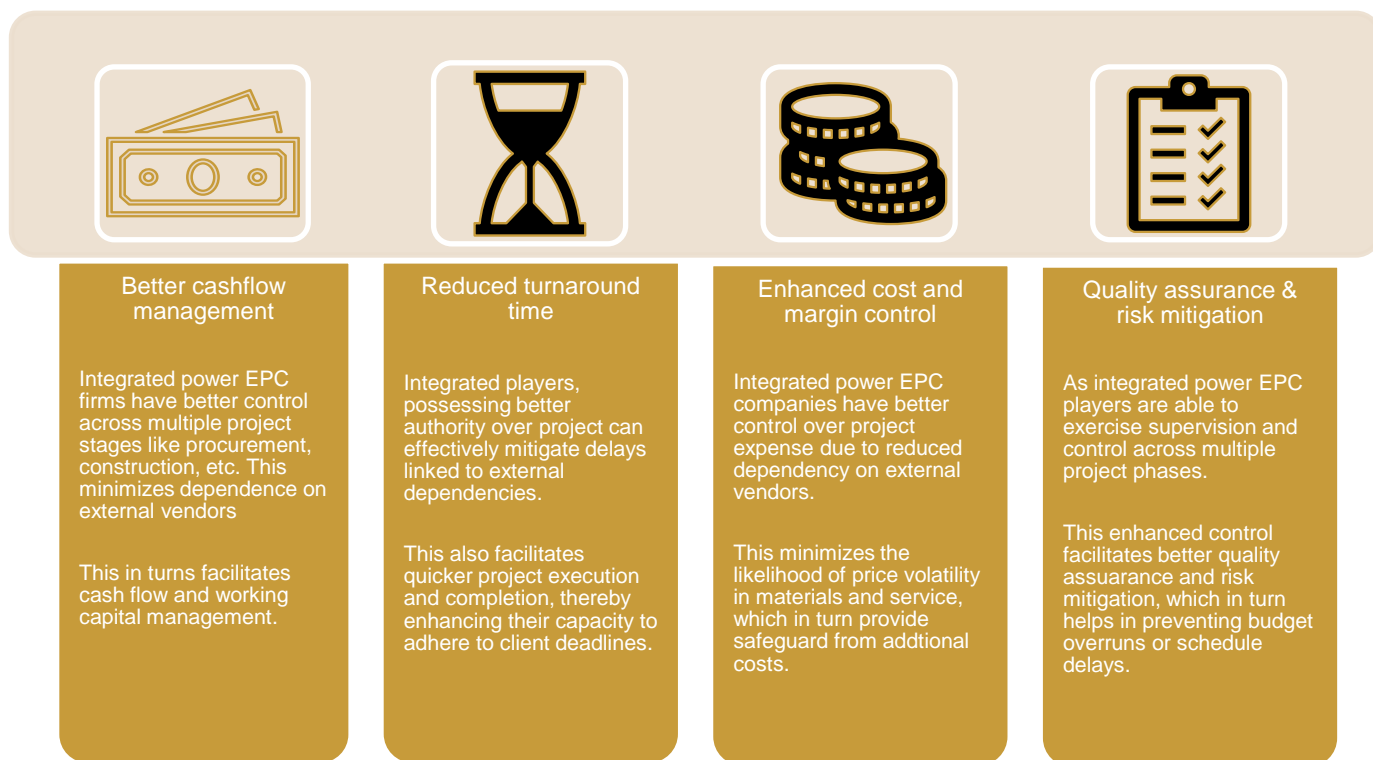 Better cashflow
management
Integrated power EPC
firms have better control
across multiple project
stages like procurement,
construction, etc. This
minimizes dependence on
external vendors
This in turns facilitates
cash flow and working
capital management.
Reduced turnaround
time
Integrated players,
possessing better
authority over project can
effectively mitigate delays
linked to external
dependencies.
This also facilitates
quicker project execution
and completion, thereby
enhancing their capacity to
adhere to client deadlines.
Enhanced cost and
margin control
Integrated power EPC
companies have better
control over project
expense due to reduced
dependency on external
vendors.
This minimizes the
likelihood of price volatility
in materials and service,
which in turn provide
safeguard from addtional
costs.
Quality assurance &
risk mitigation
As integrated power EPC
players are able to
exercise supervision and
control across multiple
project phases.
This enhanced control
facilitates better quality
assuarance and risk
mitigation, which in turn
helps in preventing budget
overruns or schedule
delays.